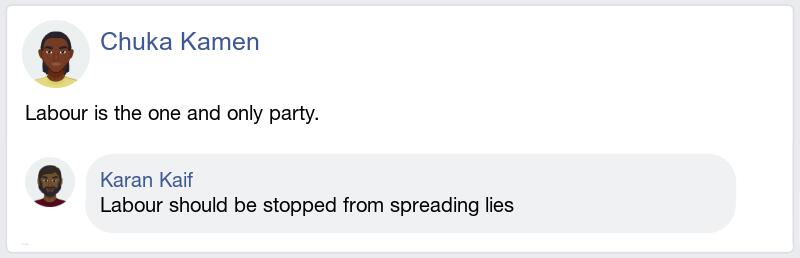 Chuka Kamen
Labour is the one and only party.
Karan Kaif
Labour should be stopped from spreading lies